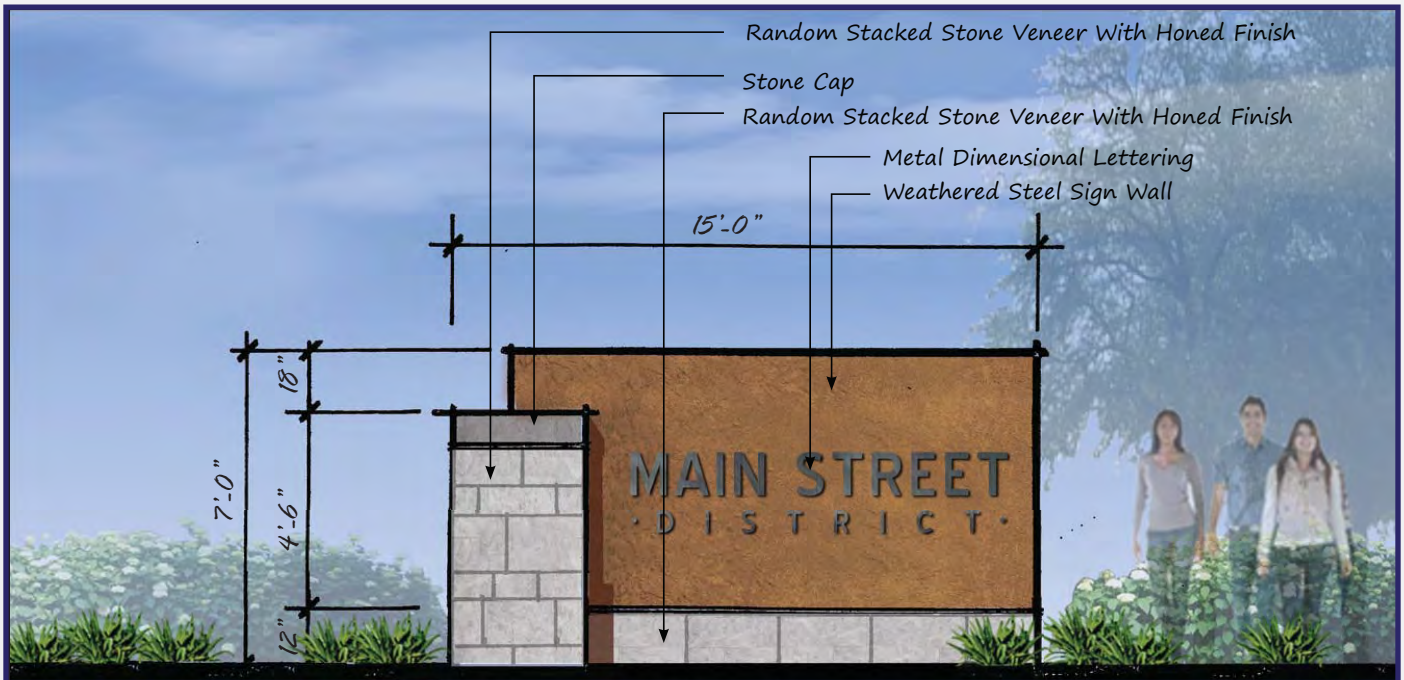 Random Stacked Stone Veneer With Honed Finish
Stone Cap
Random Stacked Stone Veneer With Honed Finish
Metal Dimensional Lettering
Weathered Steel Sign Wall
15'-0"
18"
7'-0"
4'-6"
12"
MAIN STREET
· DISTRICT ·